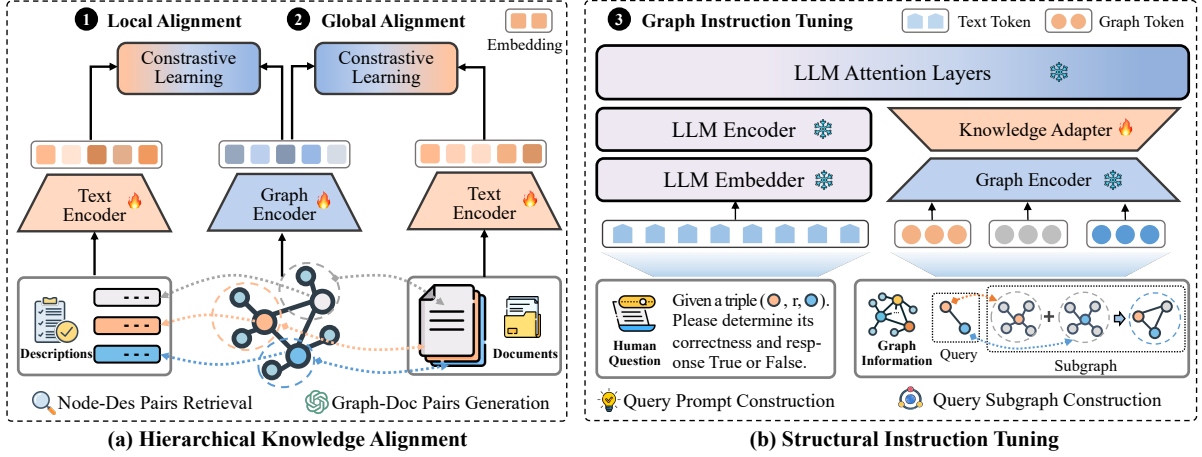 1 Local Alignment
2 Global Alignment
Embedding
Constrastive
Learning
Constrastive
Learning
Text
Encoder
Graph
Encoder
Text
Encoder
Descriptions
Documents
Node-Des Pairs Retrieval
Graph-Doc Pairs Generation
(a) Hierarchical Knowledge Alignment
3 Graph Instruction Tuning
Text Token
Graph Token
LLM Attention Layers
LLM Encoder
Knowledge Adapter
LLM Embedder
Graph Encoder
Human
Question
Given a triple ( , r, ).
Please determine its
correctness and resp-
onse True or False.
Graph
Information
Query
Subgraph
Query Prompt Construction
Query Subgraph Construction
(b) Structural Instruction Tuning